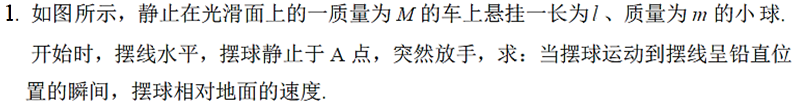 1. 如图所示，静止在光滑面上的一质量为 M 的车上悬挂一长为 l 、质量为 m 的小球.
开始时，摆线水平，摆球静止于 A 点，突然放手，求：当摆球运动到摆线呈铅直位
置的瞬间，摆球相对地面的速度.